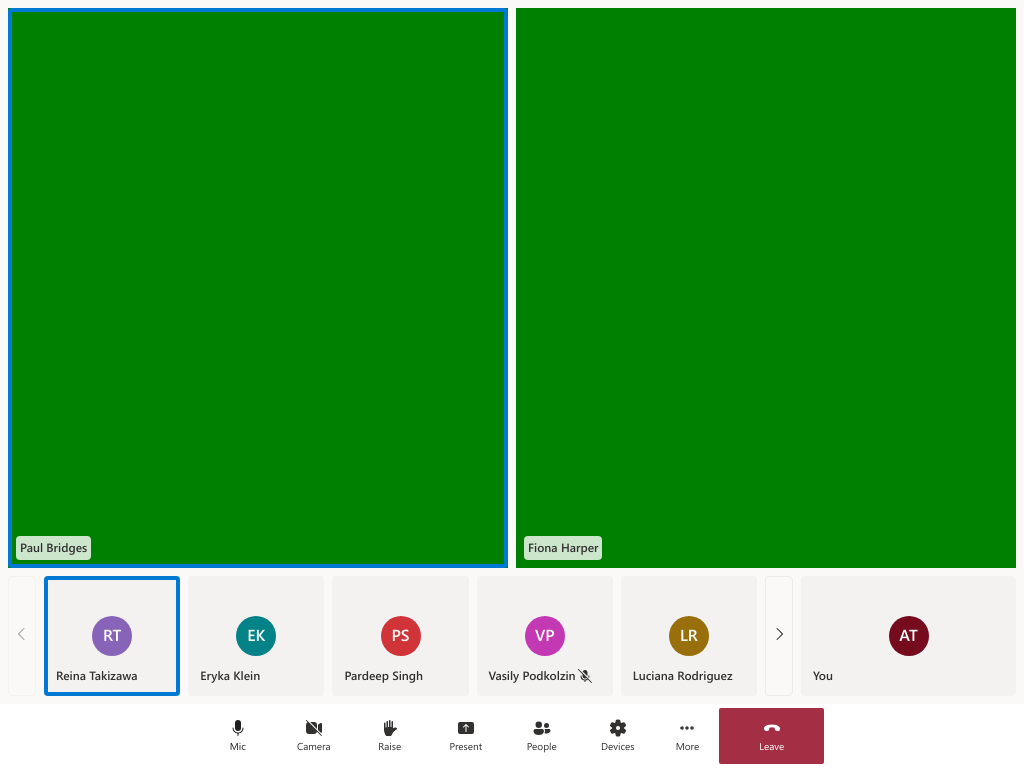 Paul Bridges
Fiona Harper
RT
Reina Takizawa
EK
Eryka Klein
PS
Pardeep Singh
VP
Vasily Podkolzin
LR
Luciana Rodriguez
AT
You
Mic
Camera
Raise
Present
People
Devices
More
Leave